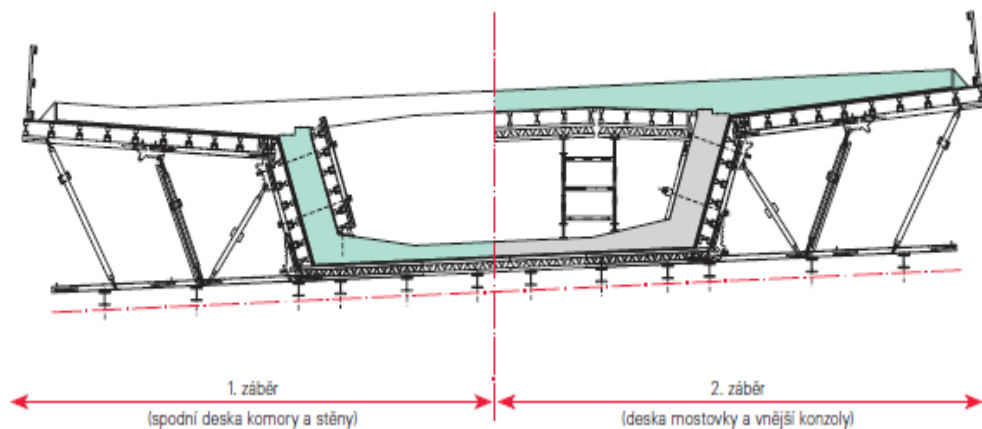 1. záběr
(spodní deska komory a stěny)
2. záběr
(deska mostovky a vnější konzoly)